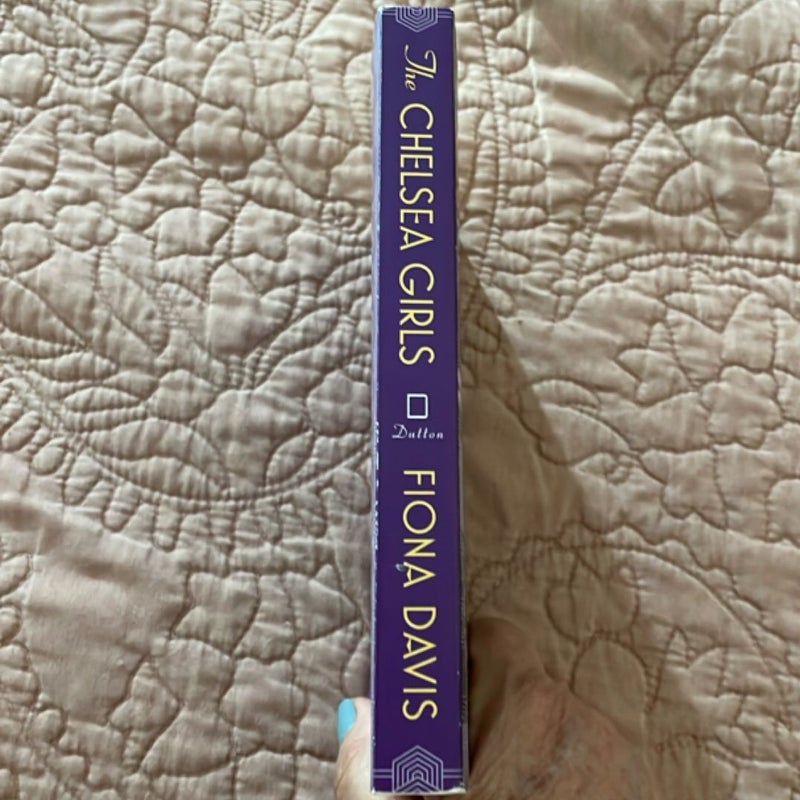 The CHELSEA GIRLS
Dutton
FIONA DAVIS